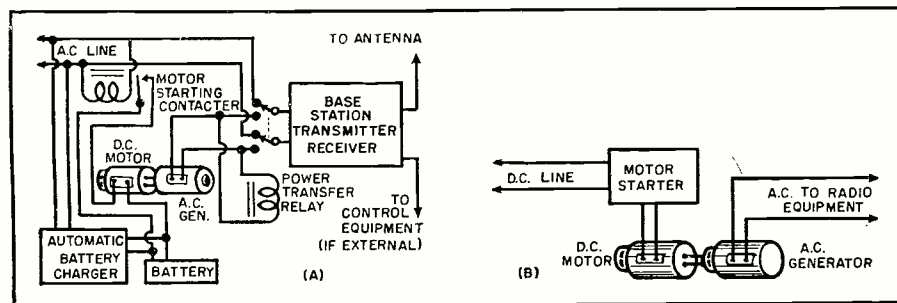 A.C LINE
MOTOR
STARTING
CONTACTER
D.C.
MOTOR
A.C.
GEN.
AUTOMATIC
BATTERY
CHARGER
BATTERY
POWER
TRANSFER
RELAY
BASE
STATION
TRANSMITTER
RECEIVER
TO ANTENNA
TO
CONTROL
EQUIPMENT
(IF EXTERNAL)
(A)
D.C. LINE
MOTOR
STARTER
D.C.
MOTOR
A.C. TO RADIO
EQUIPMENT
A.C.
GENERATOR
(B)